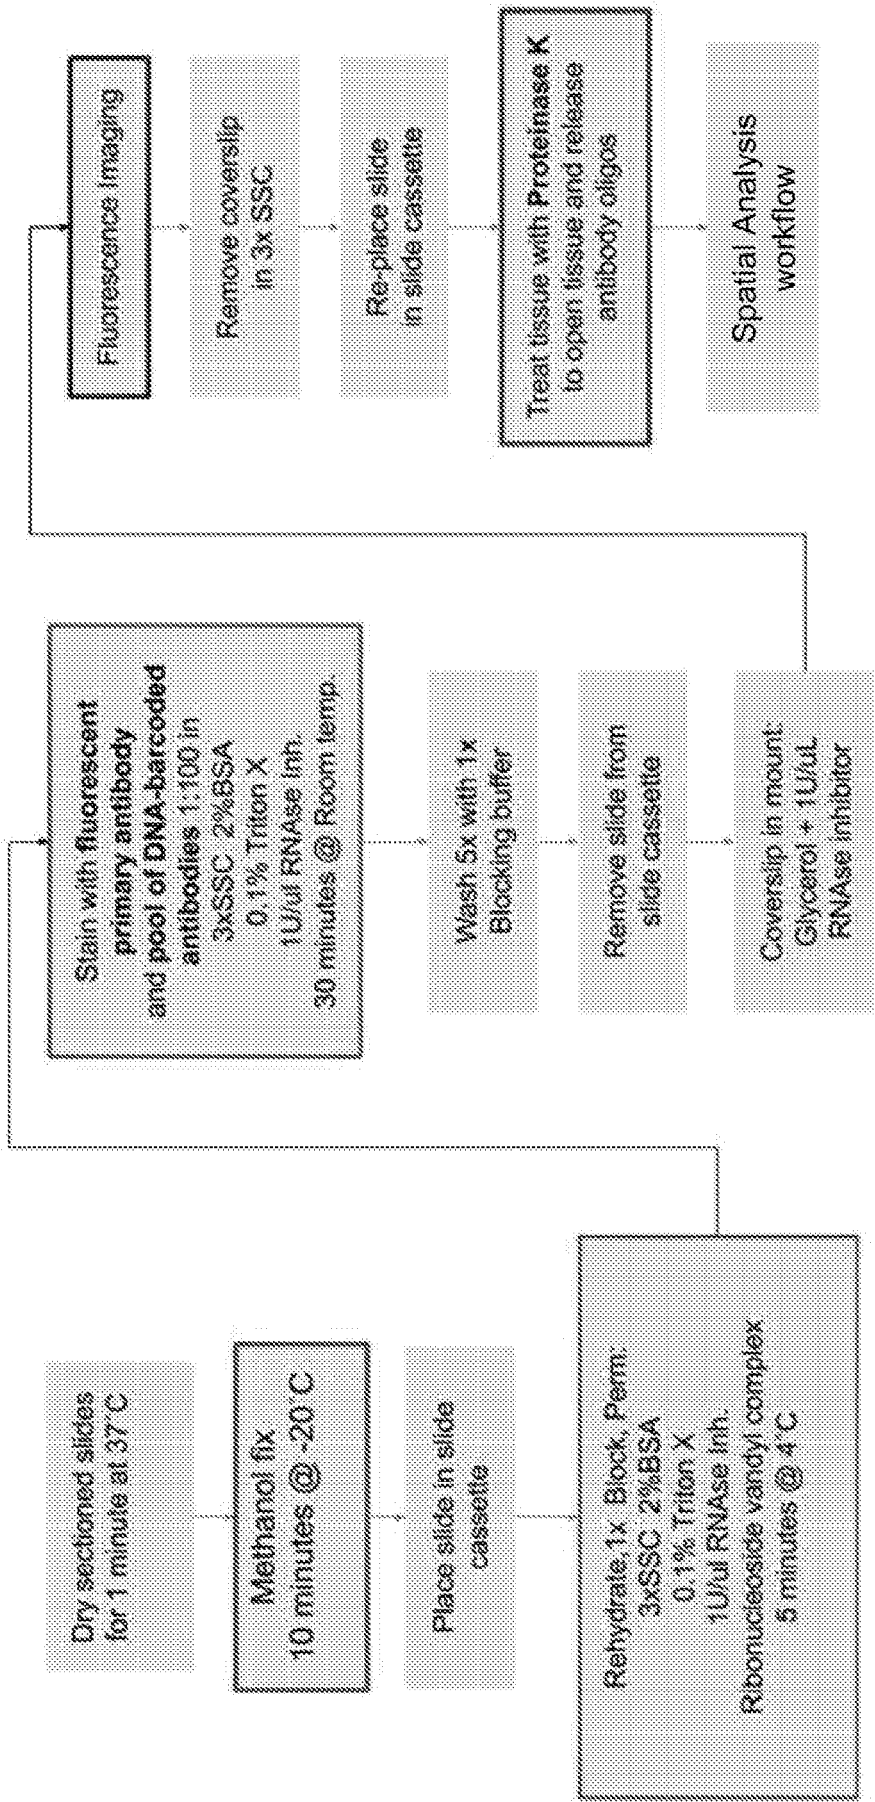 Dry sectioned slides
for 1 minute at 37°C
Methanol fix
10 minutes @ -20°C
Place slide in slide
cassette
Rehydrate,1x Block, Perm:
3xSSC 2%BSA
0.1% Triton X
1U/ul RNAse Inh.
Ribonucleoside vandyl complex
5 minutes @ 4°C
Stain with fluorescent
primary antibody
and pool of DNA-barcoded
antibodies 1:100 in
3xSSC 2%BSA
0.1% Triton X
1U/ul RNAse Inh.
30 minutes @ Room temp.
Wash 5x with 1x
Blocking buffer
Remove slide from
slide cassette
Coverslip in mount:
Glycerol + 1U/uL
RNAse inhibitor
Fluorescence Imaging
Remove coverslip
in 3x SSC
Re-place slide
in slide cassette
Treat tissue with Proteinase K
to open tissue and release
antibody oligos
Spatial Analysis
workflow